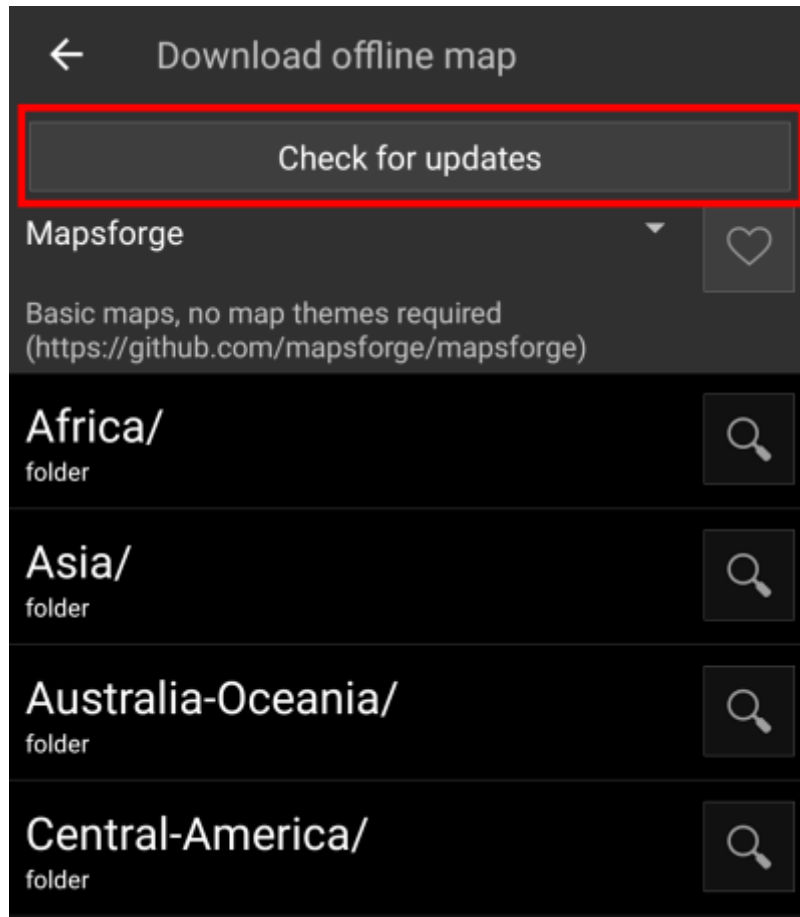 Download offline map
Check for updates
Mapsforge
Basic maps, no map themes required
(https://github.com/mapsforge/mapsforge)
Africa/
folder
Asia/
folder
Australia-Oceania/
folder
Central-America/
folder